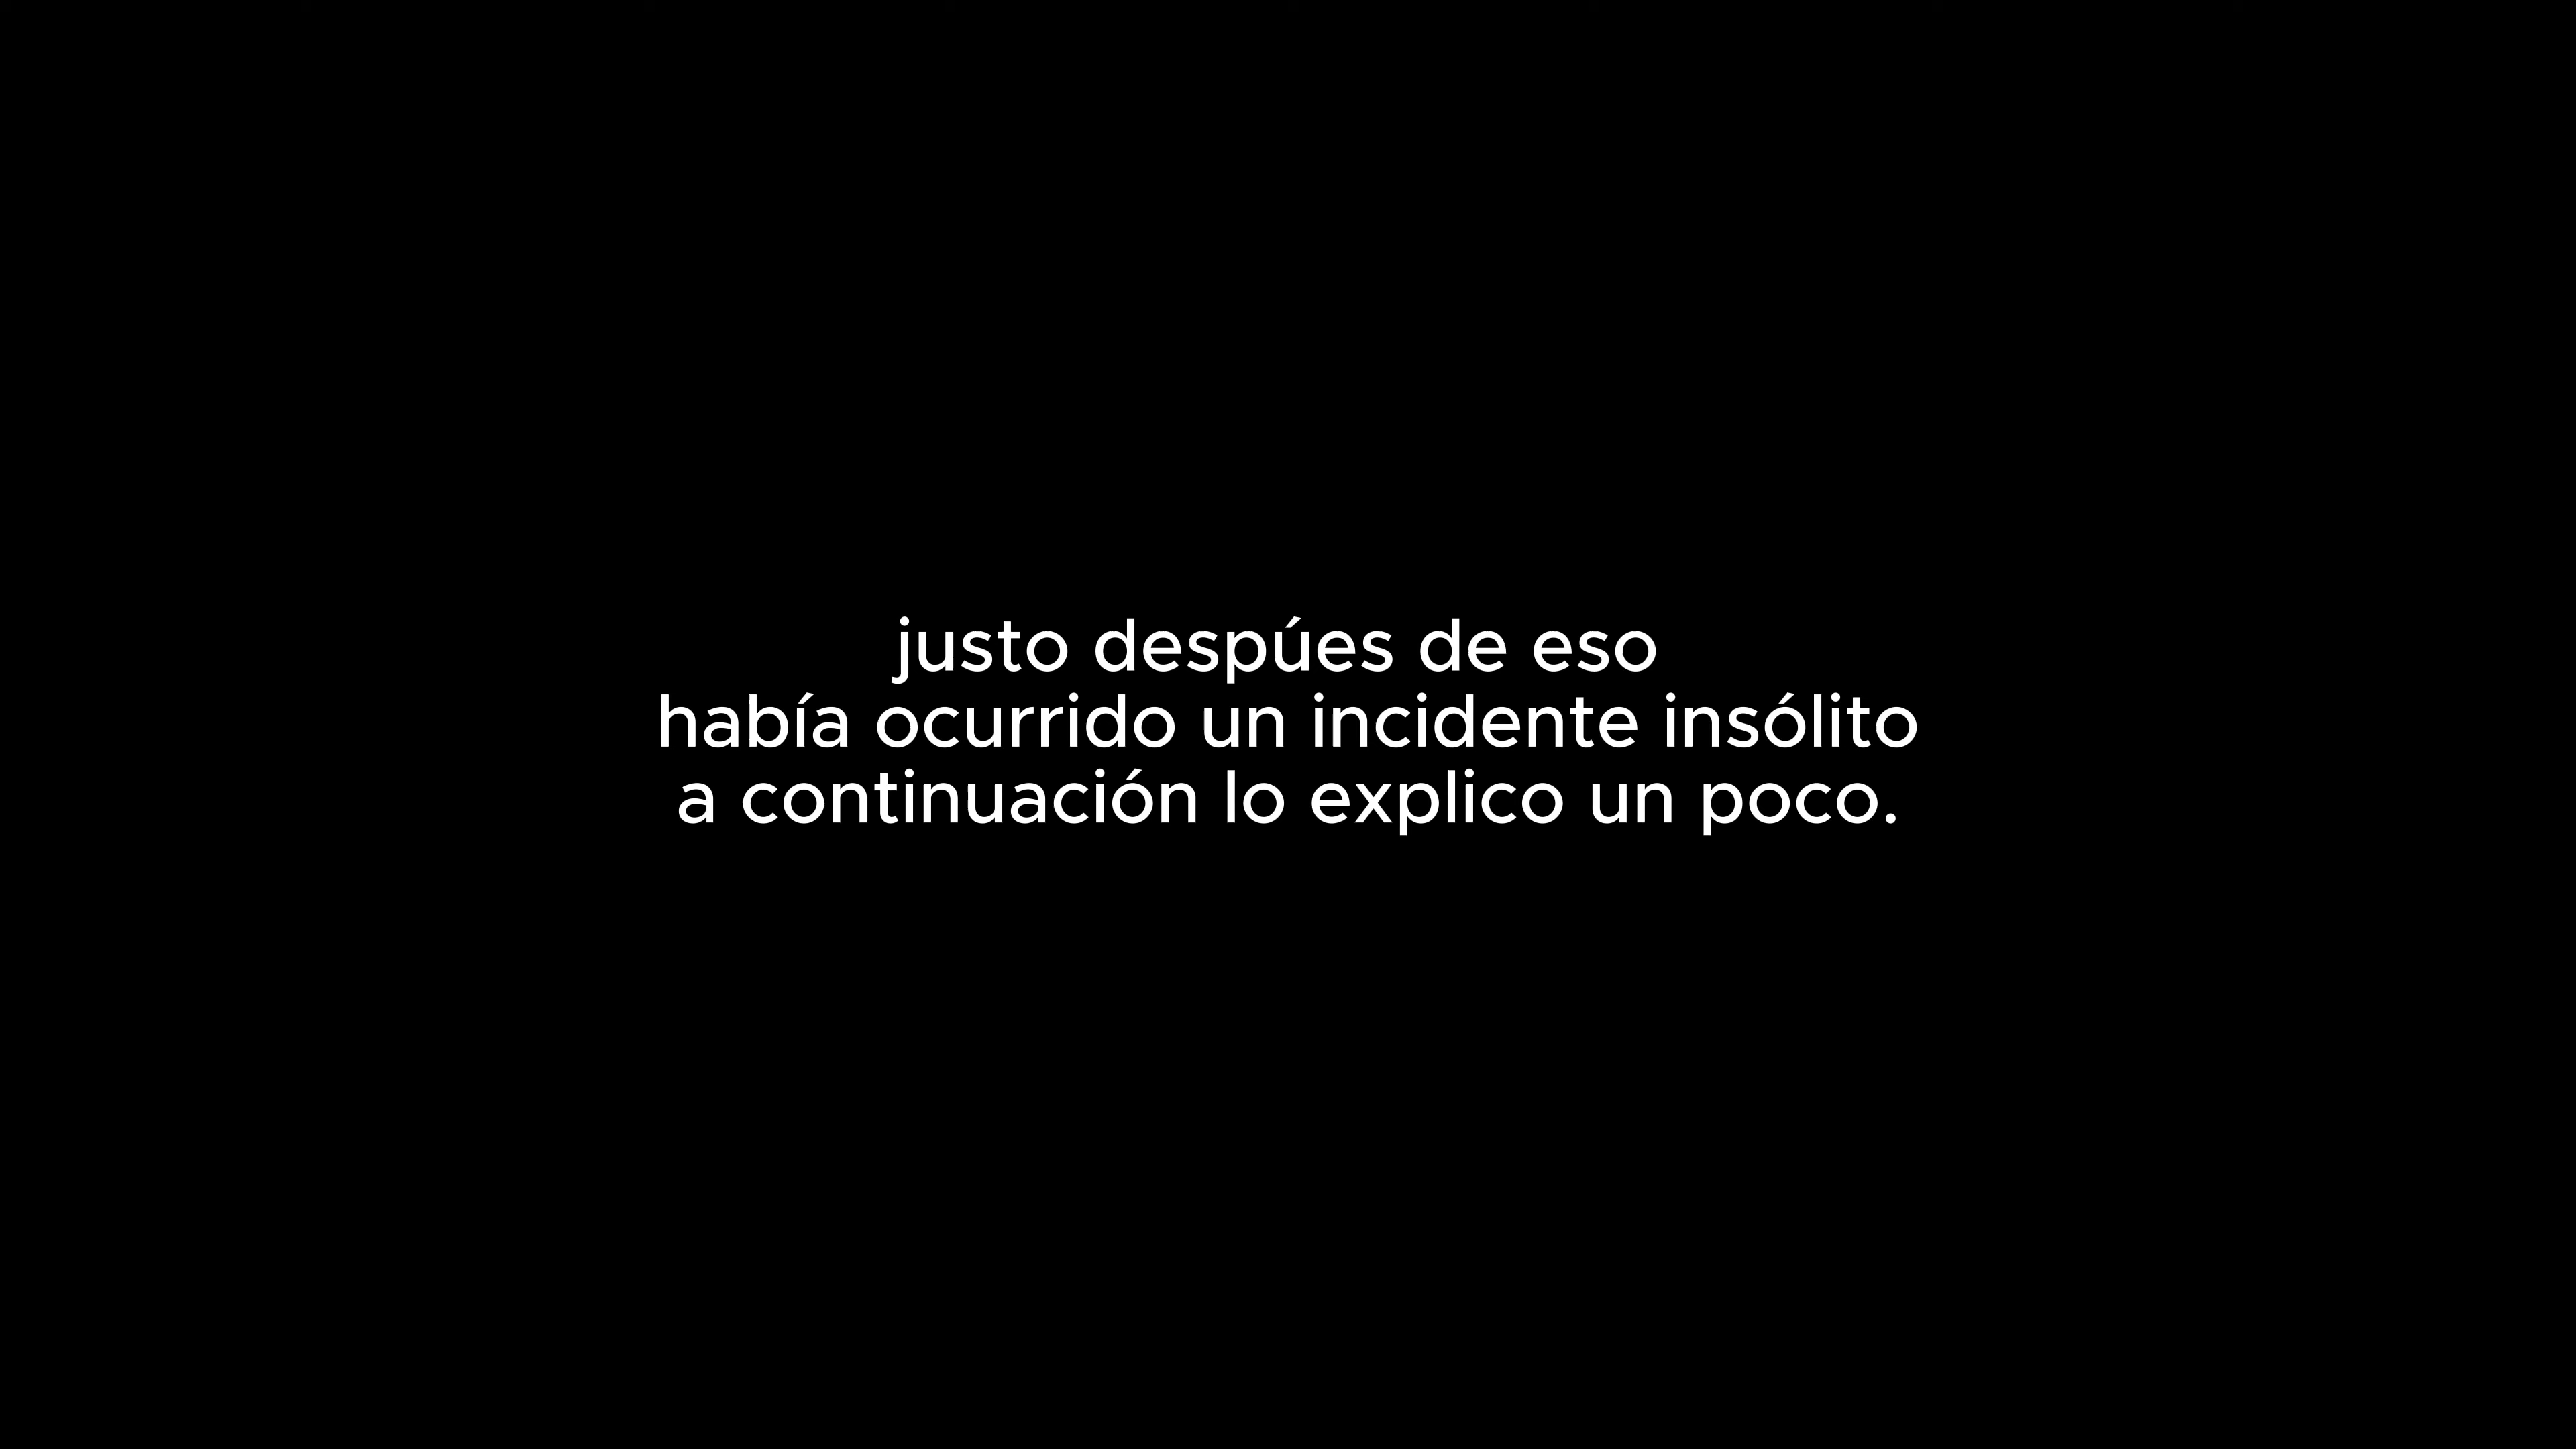 justo despúes de eso
había ocurrido un incidente insólito
a continuación lo explico un poco.